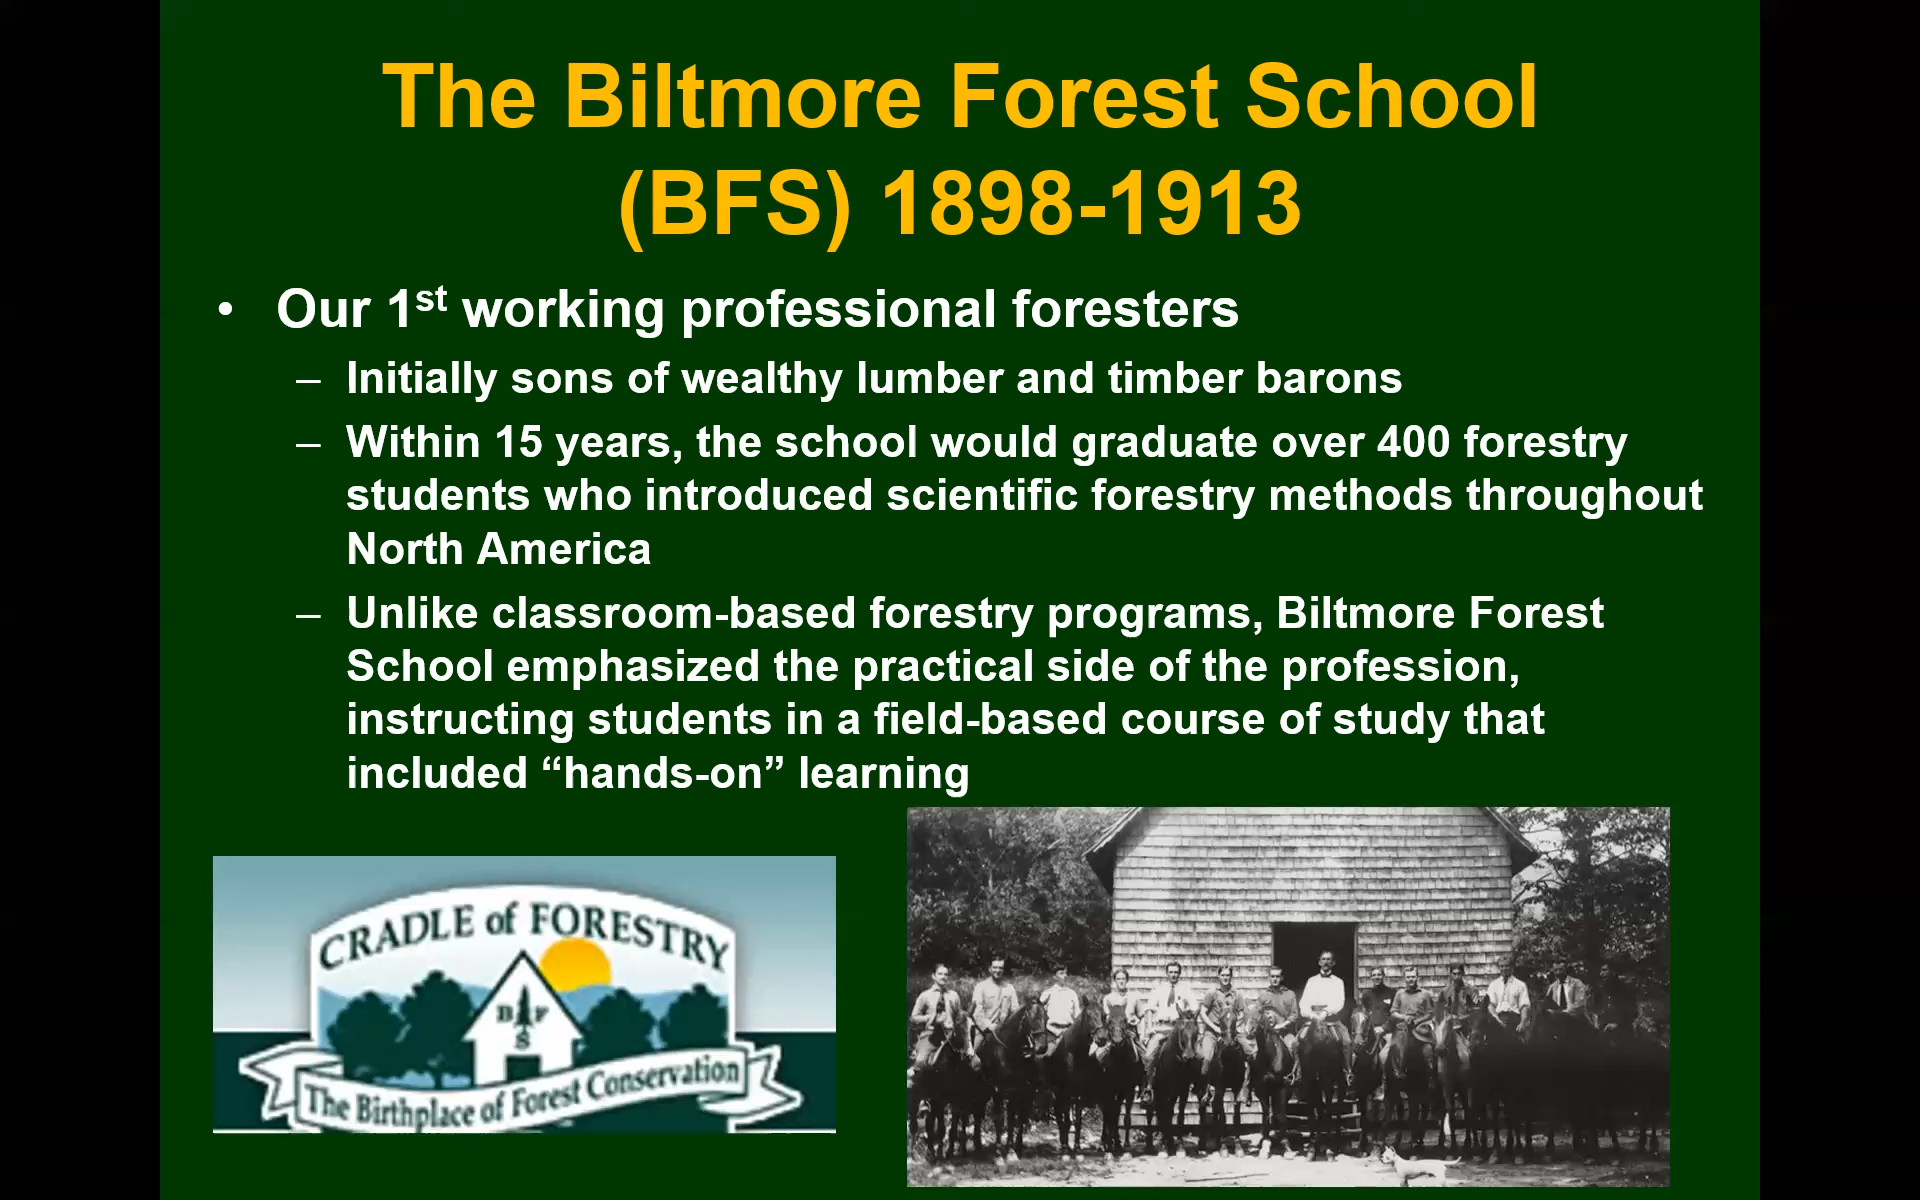 The Biltmore Forest School
(BFS) 1898-1913
• Our 1st working professional foresters
– Initially sons of wealthy lumber and timber barons
– Within 15 years, the school would graduate over 400 forestry
students who introduced scientific forestry methods throughout
North America
– Unlike classroom-based forestry programs, Biltmore Forest
School emphasized the practical side of the profession,
instructing students in a field-based course of study that
included “hands-on” learning
CRADLE of FORESTRY
B F
S
The Birthplace of Forest Conservation